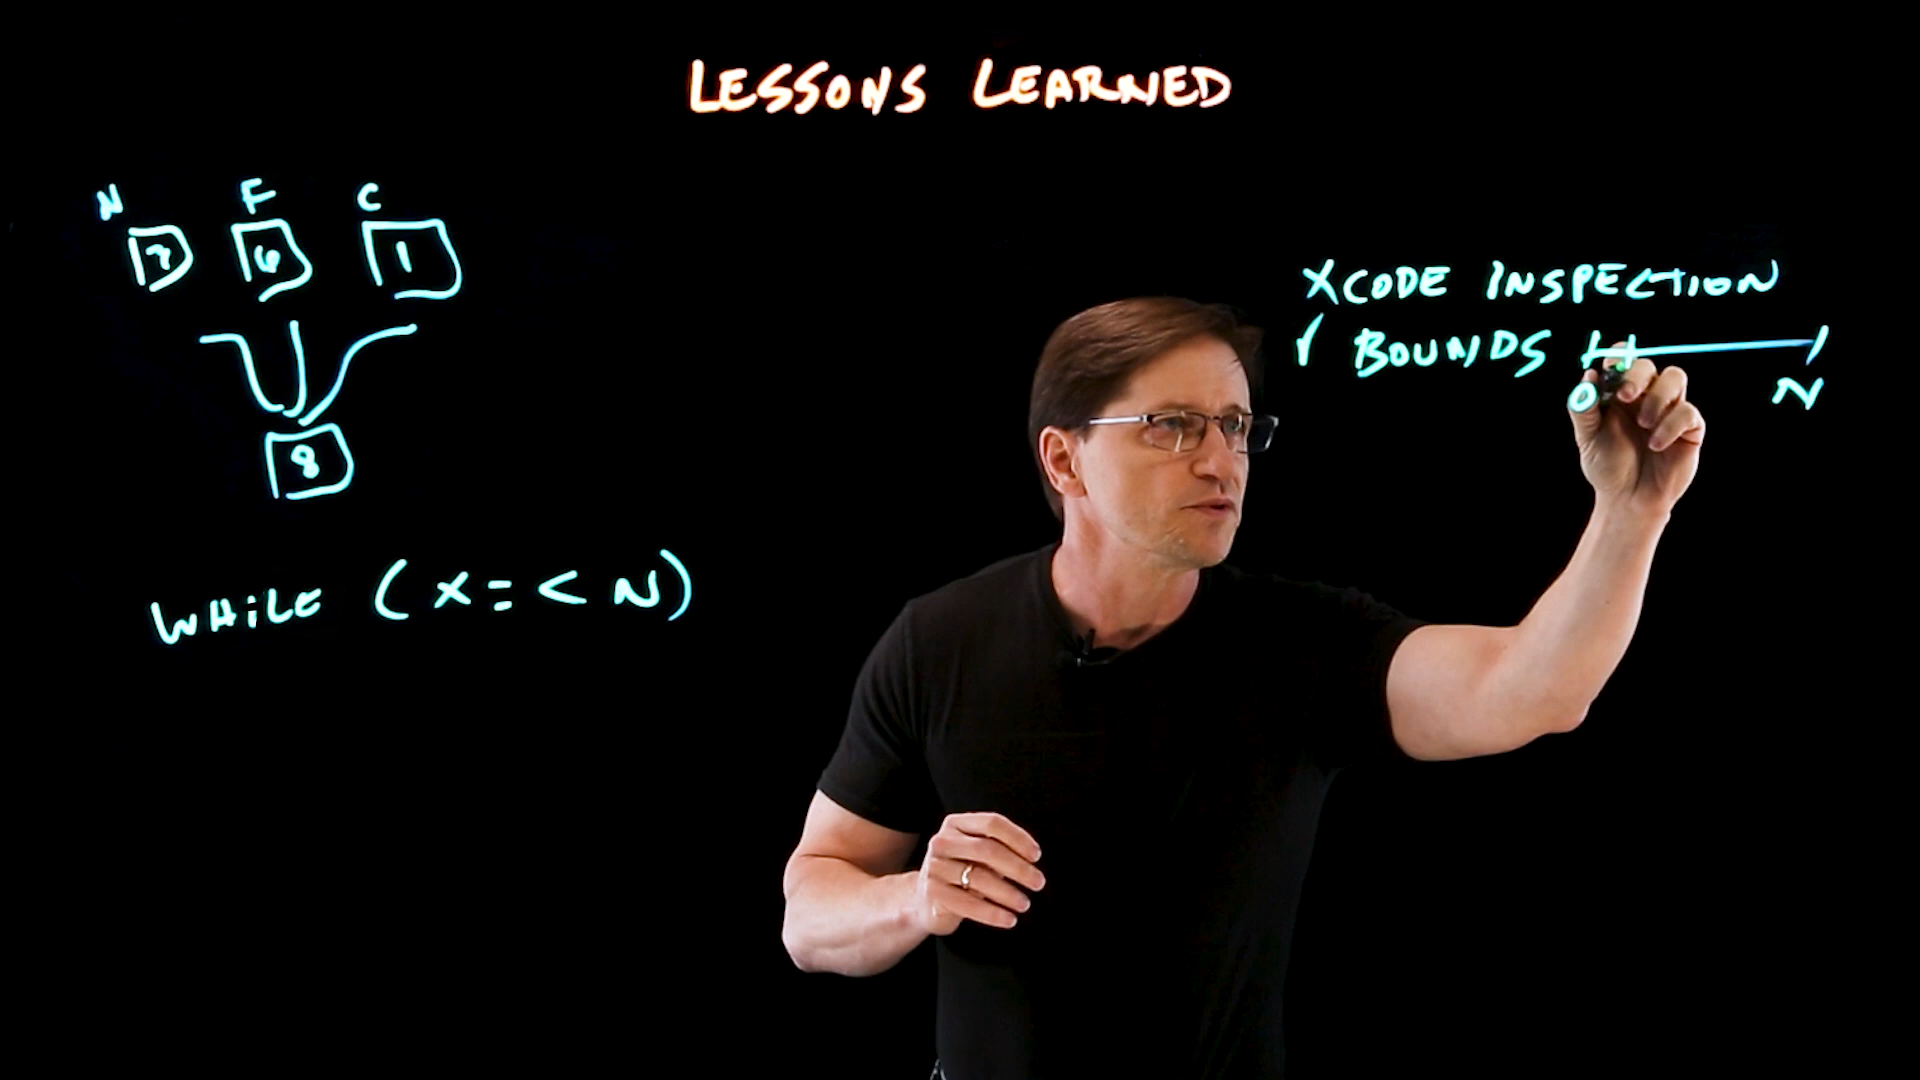 LESSONS LEARNED
N F C
7 6 1
8
WHILE (X=< N)
XCODE INSPECTION
✓ BOUNDS
0 N